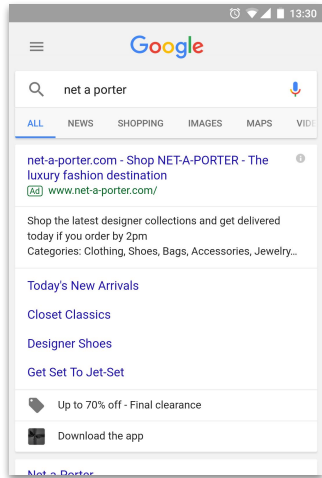 13:30
Google
net a porter
ALL NEWS SHOPPING IMAGES MAPS VIDE
net-a-porter.com - Shop NET-A-PORTER - The
luxury fashion destination
Ad www.net-a-porter.com/
Shop the latest designer collections and get delivered
today if you order by 2pm
Categories: Clothing, Shoes, Bags, Accessories, Jewelry...
Today's New Arrivals
Closet Classics
Designer Shoes
Get Set To Jet-Set
Up to 70% off - Final clearance
Download the app
Net a Porter